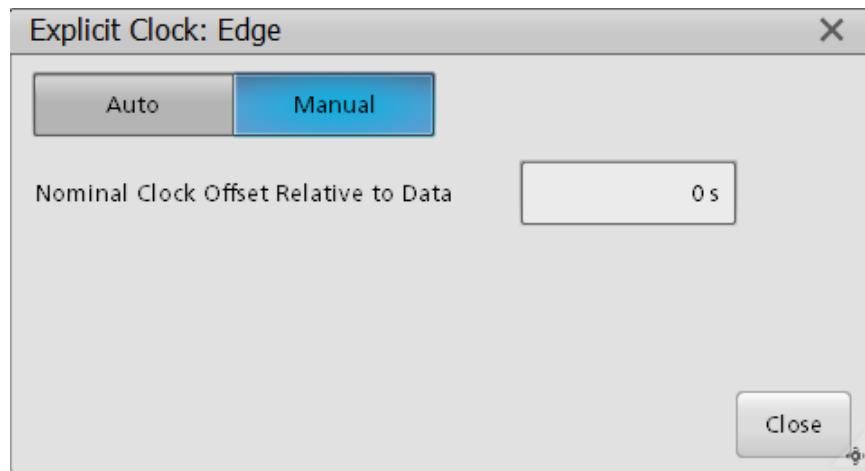 Explicit Clock: Edge
Auto Manual
Nominal Clock Offset Relative to Data 0 s
Close